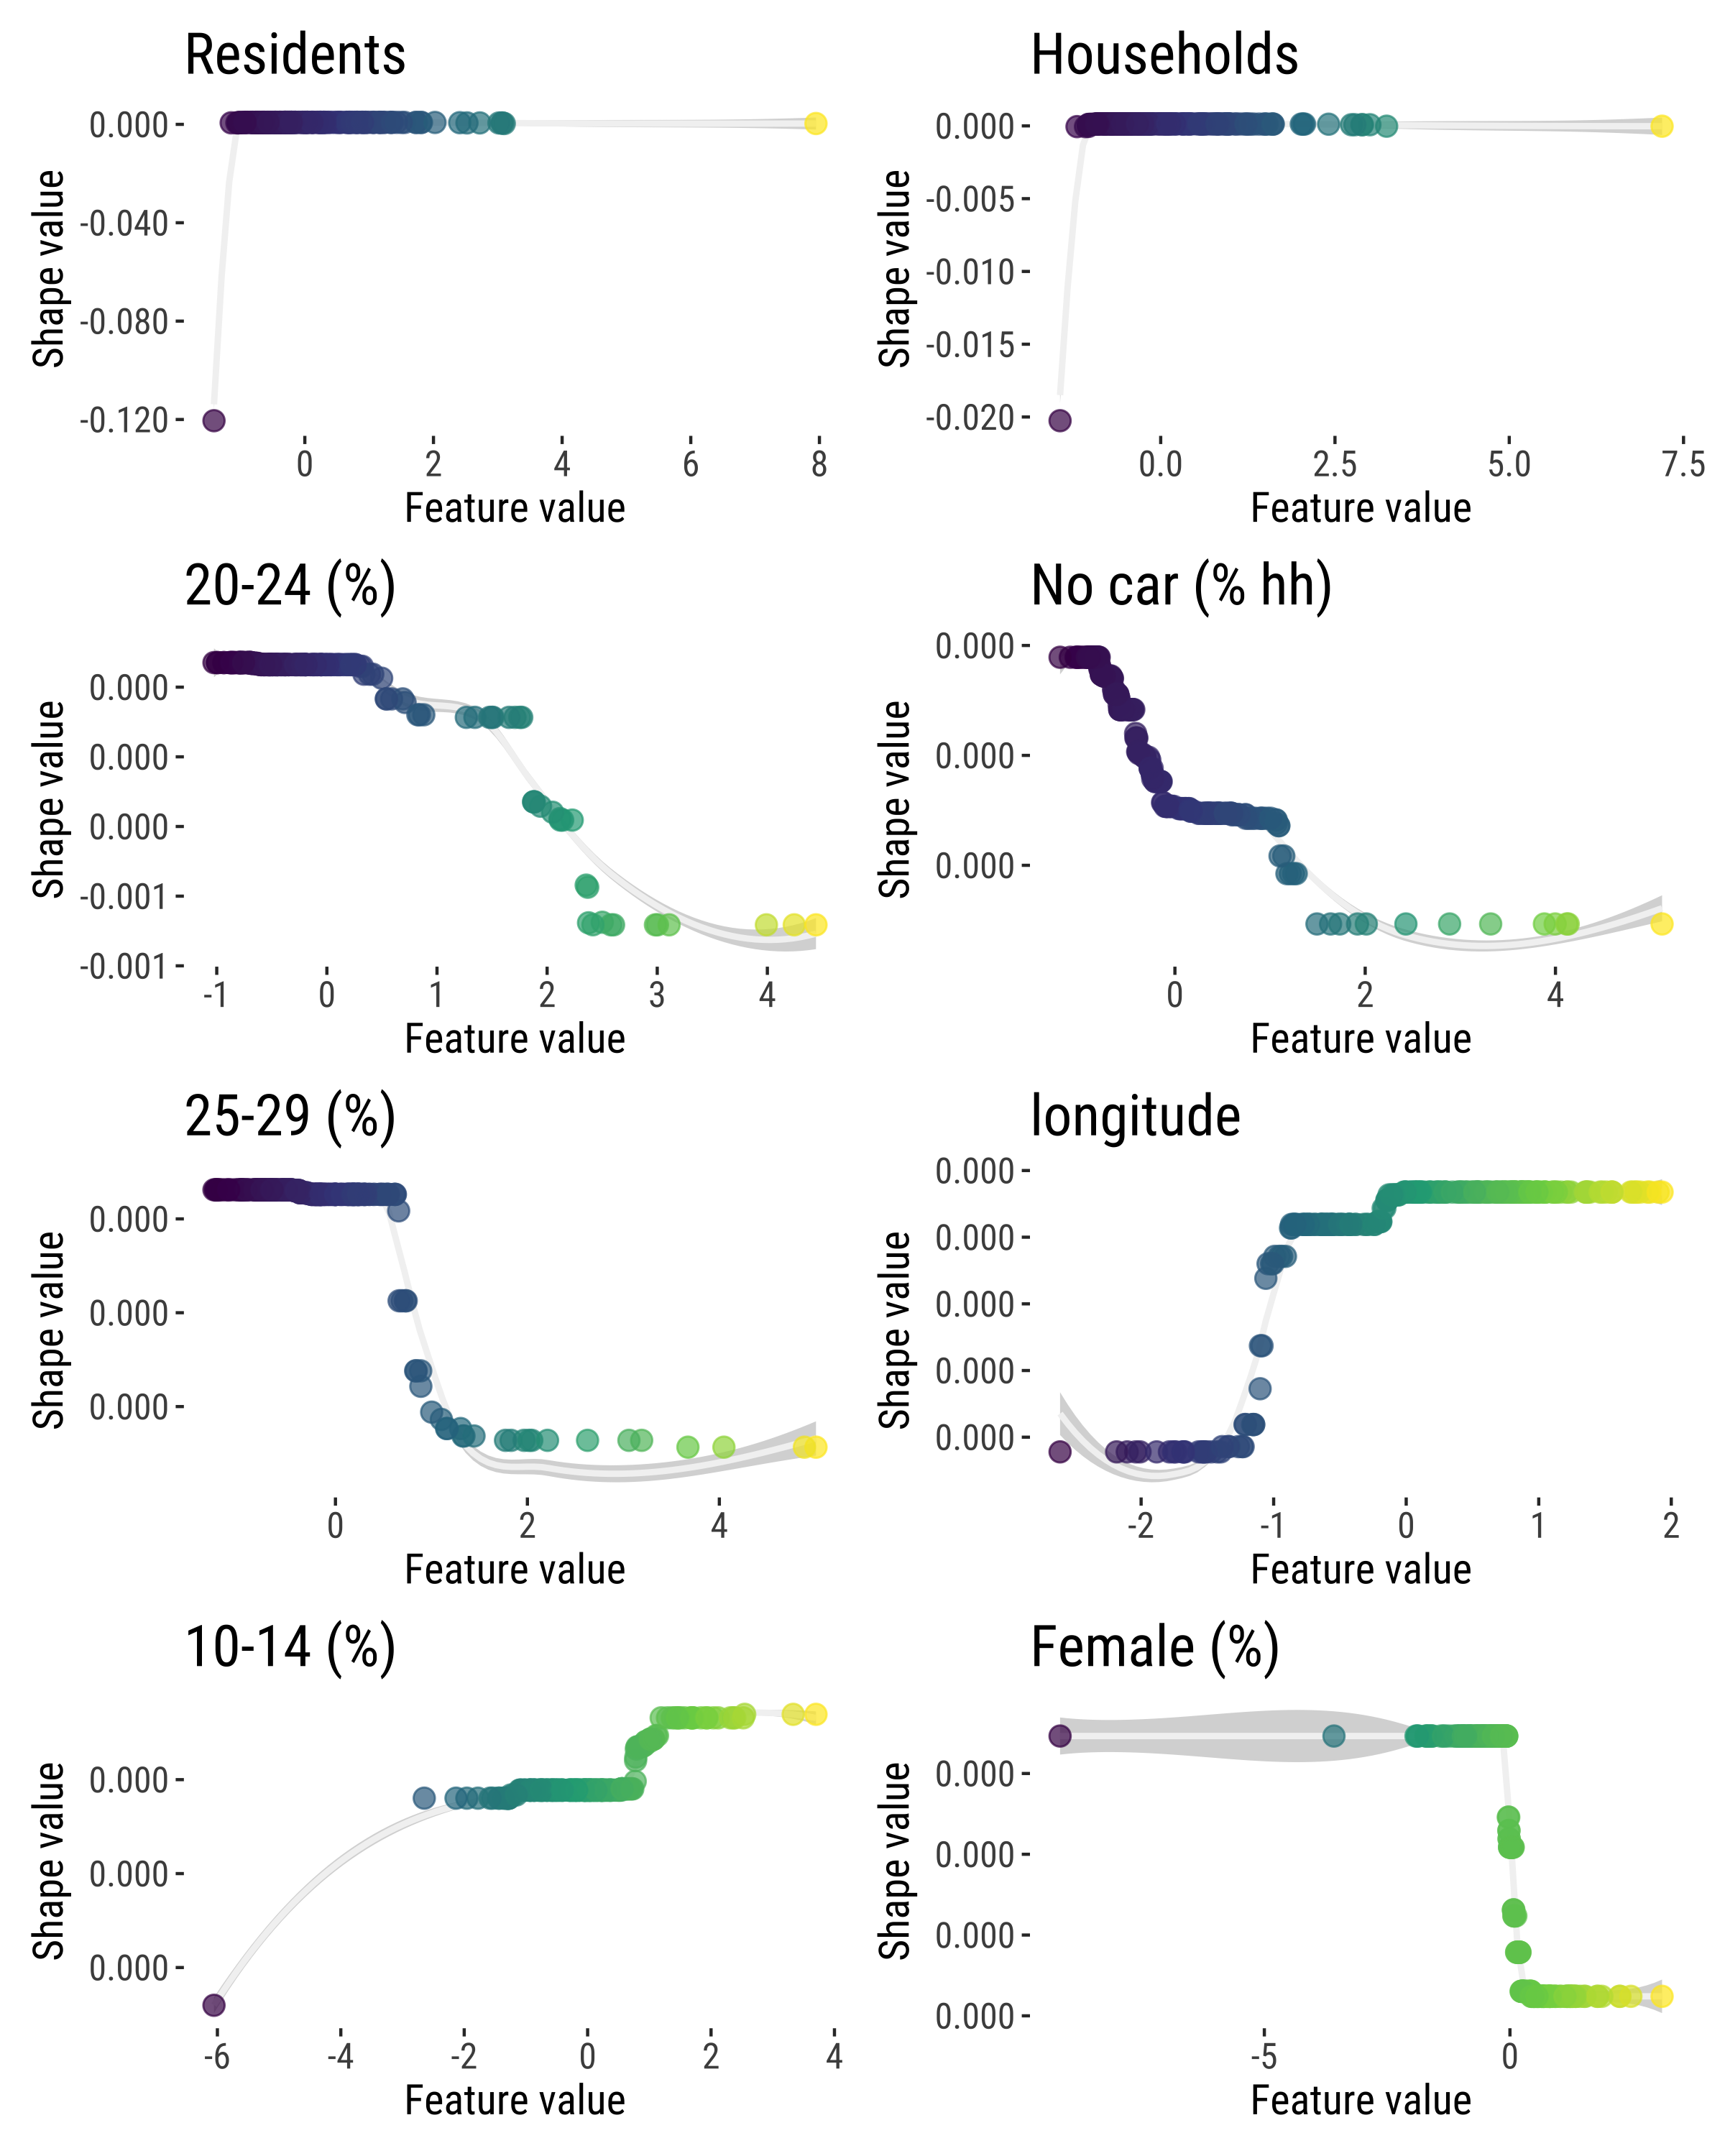 Residents
Shape value
0.000
-0.040
-0.080
-0.120
0 2 4 6 8
Feature value
Households
Shape value
0.000
-0.005
-0.010
-0.015
-0.020
0.0 2.5 5.0 7.5
Feature value
20-24 (%)
Shape value
0.000
0.000
0.000
-0.001
-0.001
-1 0 1 2 3 4
Feature value
No car (% hh)
Shape value
0.000
0.000
0.000
0 2 4
Feature value
25-29 (%)
Shape value
0.000
0.000
0.000
0 2 4
Feature value
longitude
Shape value
0.000
0.000
0.000
0.000
0.000
-2 -1 0 1 2
Feature value
10-14 (%)
Shape value
0.000
0.000
0.000
-6 -4 -2 0 2 4
Feature value
Female (%)
Shape value
0.000
0.000
0.000
0.000
-5 0
Feature value